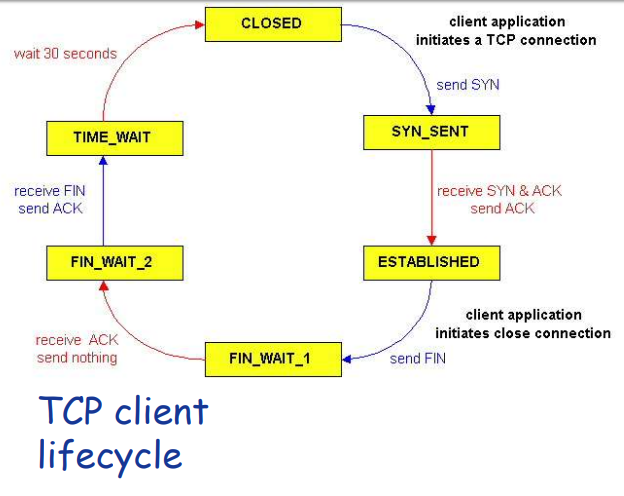 CLOSED
client application
initiates a TCP connection
wait 30 seconds
send SYN
TIME_WAIT
SYN_SENT
receive FIN
send ACK
receive SYN & ACK
send ACK
FIN_WAIT_2
ESTABLISHED
client application
initiates close connection
receive ACK
send nothing
FIN_WAIT_1
send FIN
TCP client
lifecycle